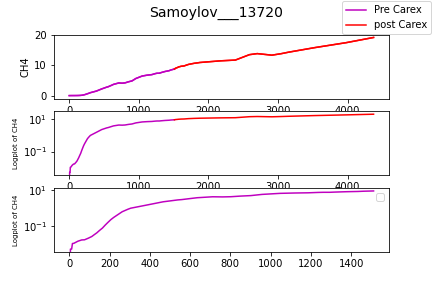 Samoylov___13720
Pre Carex
post Carex
CH4
20
10
0
0 1000 2000 3000 4000
Logplot of CH4
10¹
10⁻¹
0 1000 2000 3000 4000
Logplot of CH4
10¹
10⁻¹
0 200 400 600 800 1000 1200 1400